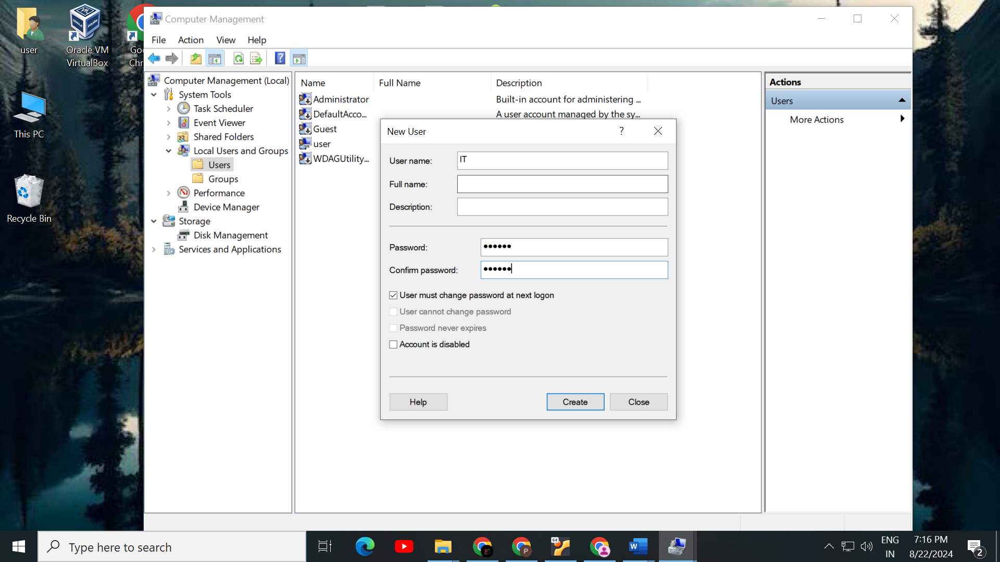 user
Oracle VM
VirtualBox
Goo
Chr
This PC
Recycle Bin
Computer Management
File Action View Help
Computer Management (Local)
System Tools
Task Scheduler
Event Viewer
Shared Folders
Local Users and Groups
Users
Groups
Performance
Device Manager
Storage
Disk Management
Services and Applications
Name Full Name Description
Administrator Built-in account for administering ...
DefaultAcco... A user account managed by the sy...
Guest
user
WDAGUtility...
New User ?
User name: IT
Full name:
Description:
Password: ••••••
Confirm password: ••••••
User must change password at next logon
User cannot change password
Password never expires
Account is disabled
Help Create Close
Actions
Users
More Actions
Type here to search
P
64
W
ENG
IN
7:16 PM
8/22/2024
2